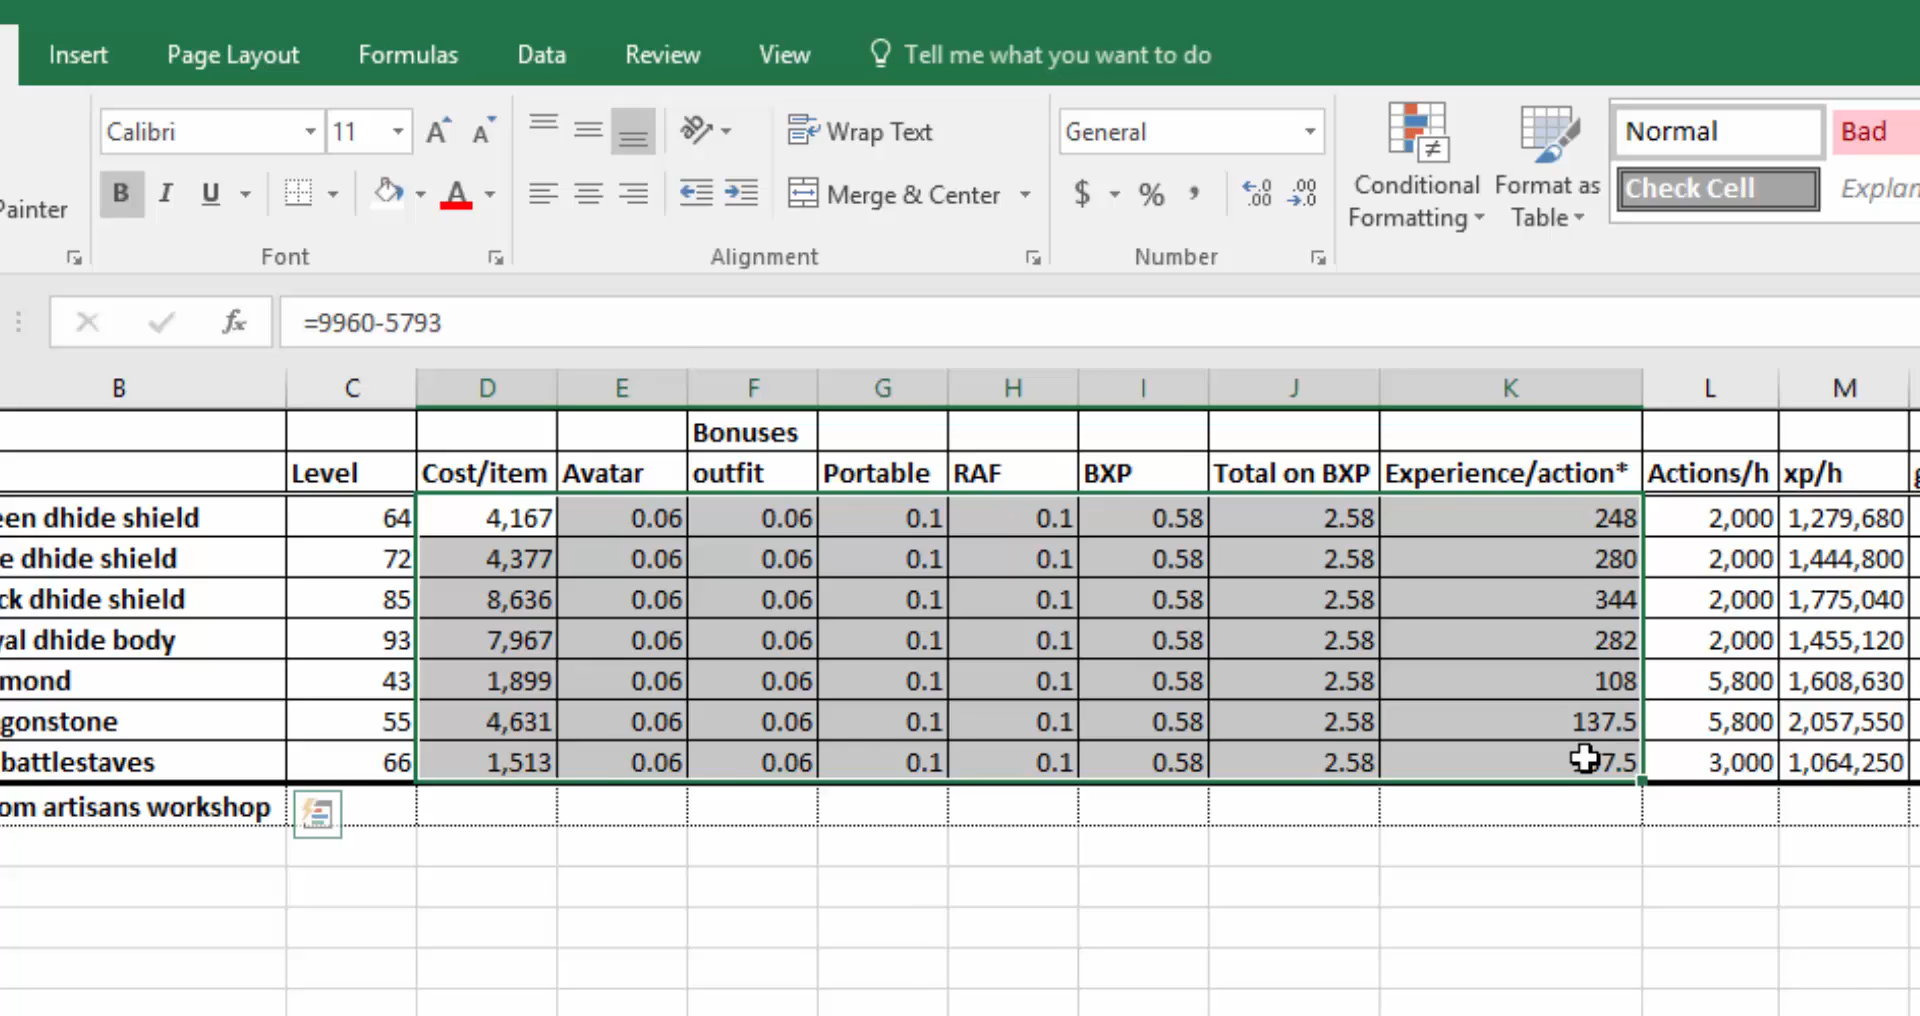 Insert Page Layout Formulas Data Review View Tell me what you want to do
Calibri 11 A A Wrap Text General Normal Bad
Painter B I U A Merge & Center $ % , .0 .00 .00 .0 Conditional Formatting Format as Table Check Cell Explan
Font Alignment Number
fx =9960-5793
B C D E F G H I J K L M
Bonuses
Level Cost/item Avatar outfit Portable RAF BXP Total on BXP Experience/action* Actions/h xp/h
een dhide shield 64 4,167 0.06 0.06 0.1 0.1 0.58 2.58 248 2,000 1,279,680
e dhide shield 72 4,377 0.06 0.06 0.1 0.1 0.58 2.58 280 2,000 1,444,800
ck dhide shield 85 8,636 0.06 0.06 0.1 0.1 0.58 2.58 344 2,000 1,775,040
yal dhide body 93 7,967 0.06 0.06 0.1 0.1 0.58 2.58 282 2,000 1,455,120
mond 43 1,899 0.06 0.06 0.1 0.1 0.58 2.58 108 5,800 1,608,630
gonstone 55 4,631 0.06 0.06 0.1 0.1 0.58 2.58 137.5 5,800 2,057,550
battlestaves 66 1,513 0.06 0.06 0.1 0.1 0.58 2.58 7.5 3,000 1,064,250
om artisans workshop